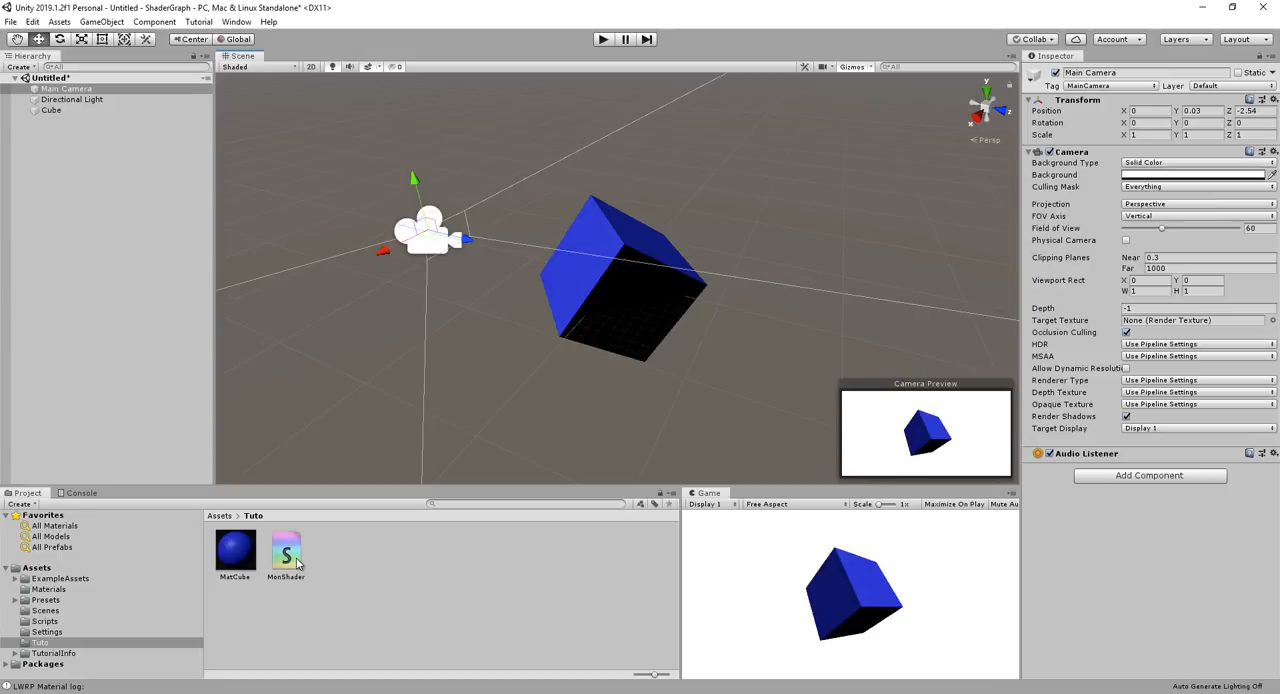 Unity 2019.1.2f1 Personal - Untitled - ShaderGraph - PC, Mac & Linux Standalone* <DX11>
File Edit Assets GameObject Component Tutorial Window Help
Center Global Collab Account Layers Layout
Hierarchy
Create All
Untitled*
Main Camera
Directional Light
Cube
Scene
Shaded 2D 0 Gizmos All
y
x
z
Persp
Camera Preview
Inspector
Main Camera Static
Tag MainCamera Layer Default
Transform
Position X 0 Y 0.03 Z -2.54
Rotation X 0 Y 0 Z 0
Scale X 1 Y 1 Z 1
Camera
Background Type Solid Color
Background
Culling Mask Everything
Projection Perspective
FOV Axis Vertical
Field of View 60
Physical Camera
Clipping Planes Near 0.3
Far 1000
Viewport Rect X 0 Y 0
W 1 H 1
Depth -1
Target Texture None (Render Texture)
Occlusion Culling
HDR Use Pipeline Settings
MSAA Use Pipeline Settings
Allow Dynamic Resoluti
Renderer Type Use Pipeline Settings
Depth Texture Use Pipeline Settings
Opaque Texture Use Pipeline Settings
Render Shadows
Target Display Display 1
Audio Listener
Add Component
Project Console
Create
Favorites
All Materials
All Models
All Prefabs
Assets
ExampleAssets
Materials
Presets
Scenes
Scripts
Settings
Tuto
TutorialInfo
Packages
Assets > Tuto
S
MatCube MonShader
Game
Display 1 Free Aspect Scale 1x Maximize On Play Mute Au
LWRP Material log:
Auto Generate Lighting Off